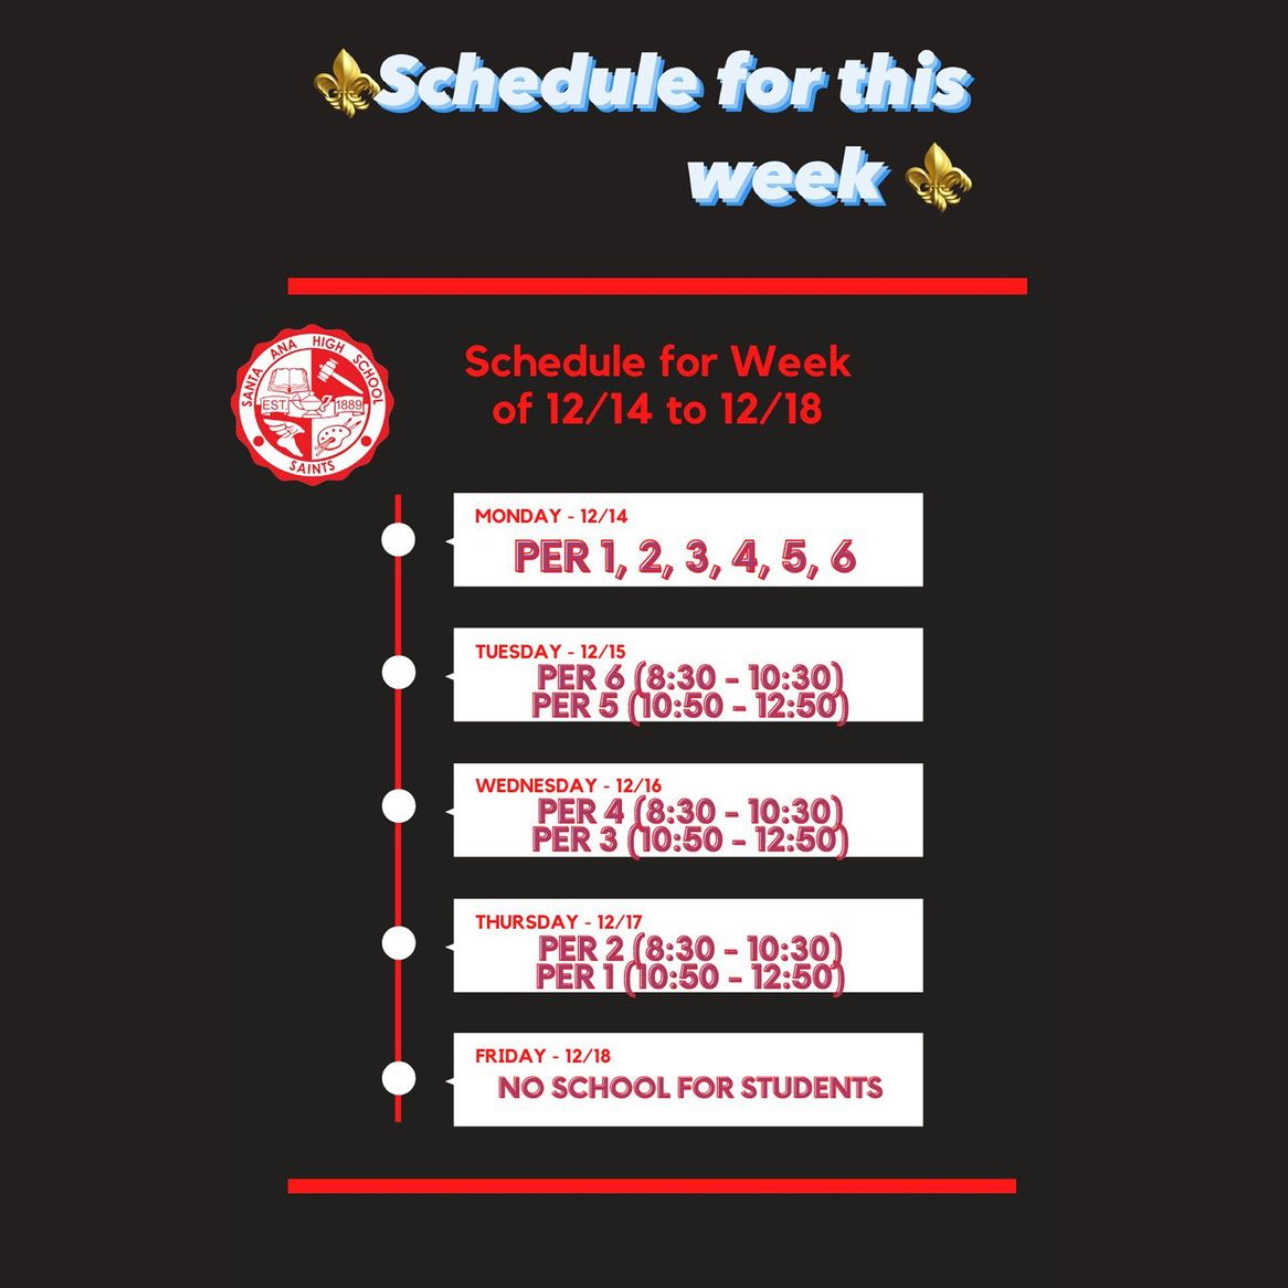 Schedule for this
week
SANTA ANA HIGH SCHOOL
EST. 1889
SAINTS
Schedule for Week
of 12/14 to 12/18
MONDAY - 12/14
PER 1, 2, 3, 4, 5, 6
TUESDAY - 12/15
PER 6 (8:30 - 10:30)
PER 5 (10:50 - 12:50)
WEDNESDAY - 12/16
PER 4 (8:30 - 10:30)
PER 3 (10:50 - 12:50)
THURSDAY - 12/17
PER 2 (8:30 - 10:30)
PER 1 (10:50 - 12:50)
FRIDAY - 12/18
NO SCHOOL FOR STUDENTS